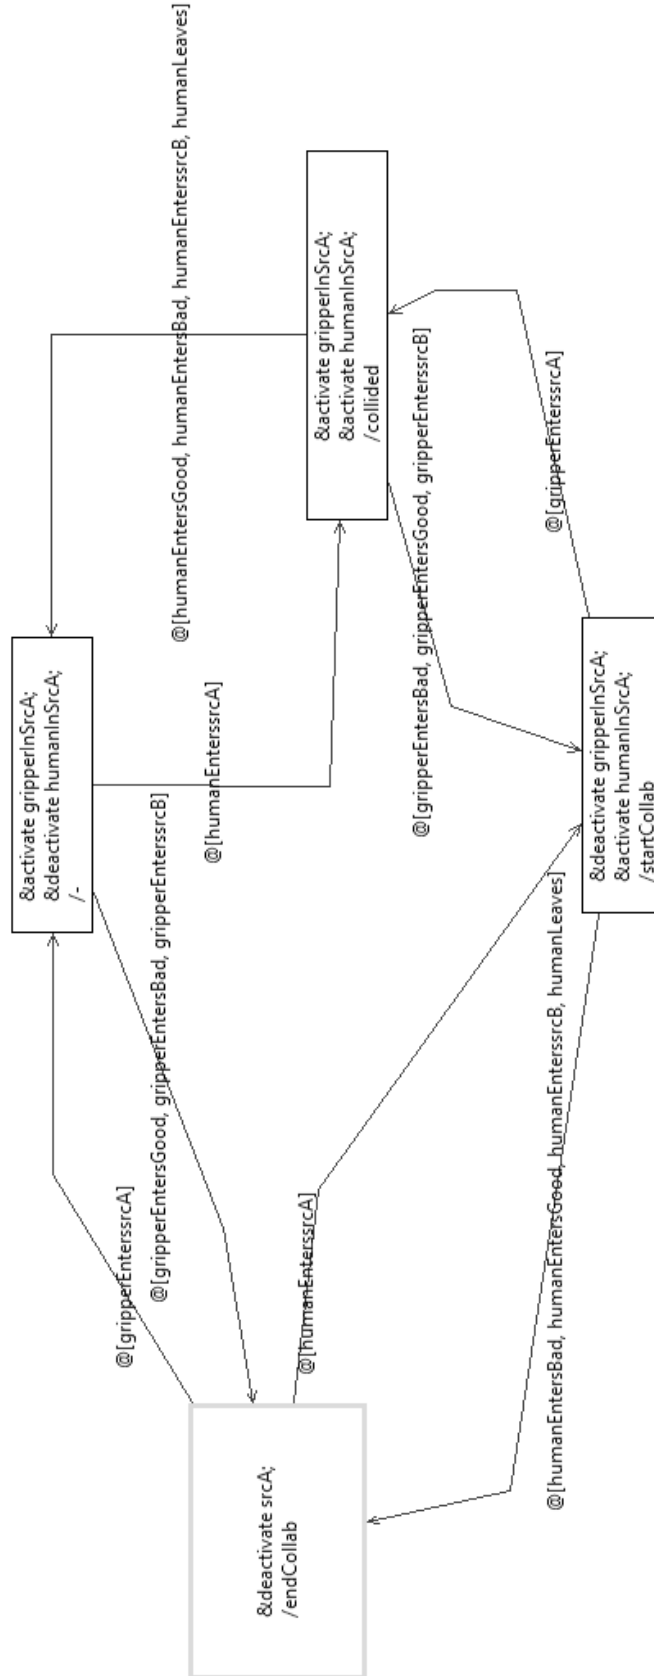 @[humanEntersGood, humanEntersBad, humanEnterssrcB, humanLeaves]
&activate gripperInSrcA;
&activate humanInSrcA;
/collided
@[gripperEnterssrcA]
@[gripperEntersBad, gripperEntersGood, gripperEnterssrcB]
&activate gripperInSrcA;
&deactivate humanInSrcA;
/-
@[humanEnterssrcA]
&deactivate gripperInSrcA;
&activate humanInSrcA;
/startCollab
@[gripperEntersGood, gripperEntersBad, gripperEnterssrcB]
@[gripperEnterssrcA]
@[humanEnterssrcA]
@[humanEntersBad, humanEntersGood, humanEnterssrcB, humanLeaves]
&deactivate srcA;
/endCollab